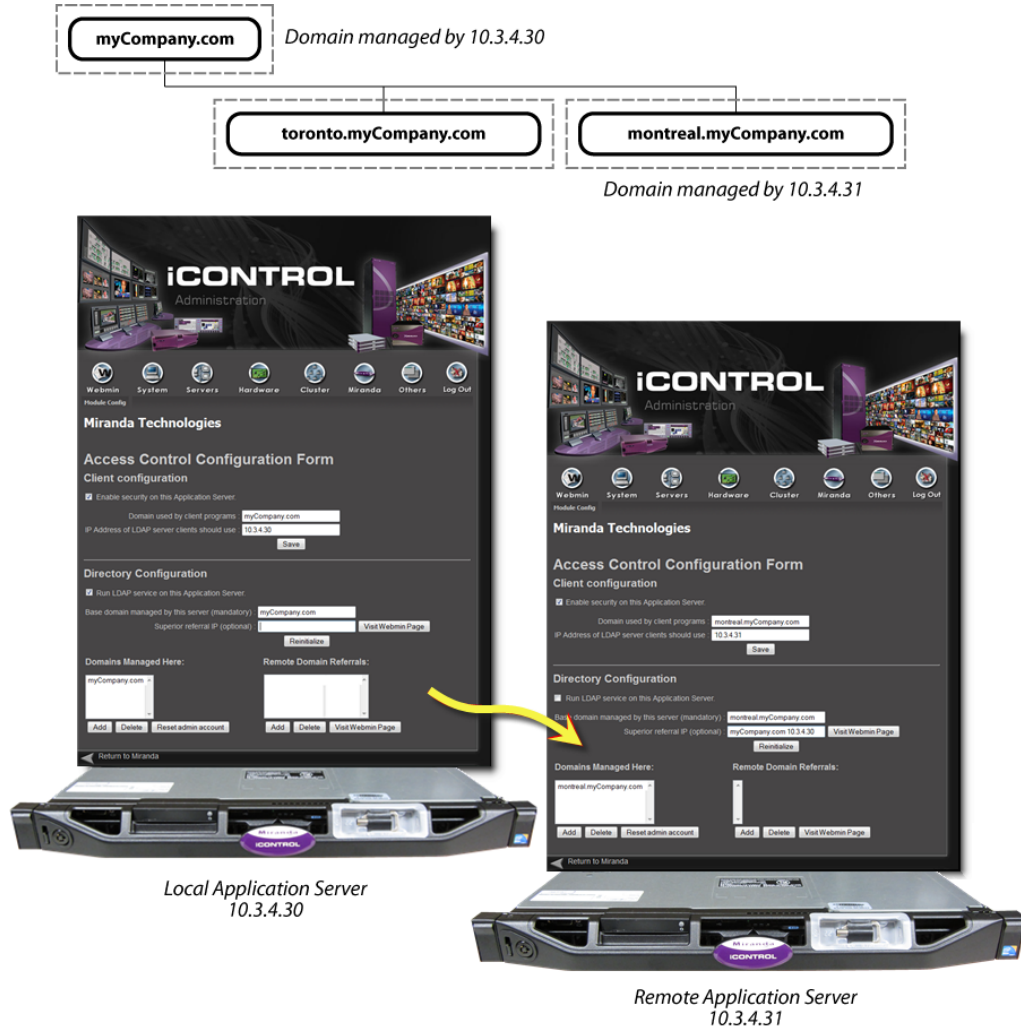 myCompany.com
Domain managed by 10.3.4.30
toronto.myCompany.com
montreal.myCompany.com
Domain managed by 10.3.4.31
iCONTROL
Administration
Webmin System Servers Hardware Cluster Miranda Others Log Out
Module Config
Miranda Technologies
Access Control Configuration Form
Client configuration
Enable security on this Application Server.
Domain used by client programs myCompany.com
IP Address of LDAP server clients should use 10.3.4.30
Save
Directory Configuration
Run LDAP service on this Application Server.
Base domain managed by this server (mandatory) : myCompany.com
Superior referral IP (optional) : Visit Webmin Page
Reinitialize
Domains Managed Here: Remote Domain Referrals:
myCompany.com
Add Delete Reset admin account Add Delete Visit Webmin Page
Return to Miranda
Miranda
iCONTROL
Local Application Server
10.3.4.30
iCONTROL
Administration
Webmin System Servers Hardware Cluster Miranda Others Log Out
Module Config
Miranda Technologies
Access Control Configuration Form
Client configuration
Enable security on this Application Server.
Domain used by client programs montreal.myCompany.com
IP Address of LDAP server clients should use 10.3.4.31
Save
Directory Configuration
Run LDAP service on this Application Server.
Base domain managed by this server (mandatory) : montreal.myCompany.com
Superior referral IP (optional) : myCompany.com 10.3.4.30 Visit Webmin Page
Reinitialize
Domains Managed Here: Remote Domain Referrals:
montreal.myCompany.com
Add Delete Reset admin account Add Delete Visit Webmin Page
Return to Miranda
Miranda
iCONTROL
Remote Application Server
10.3.4.31